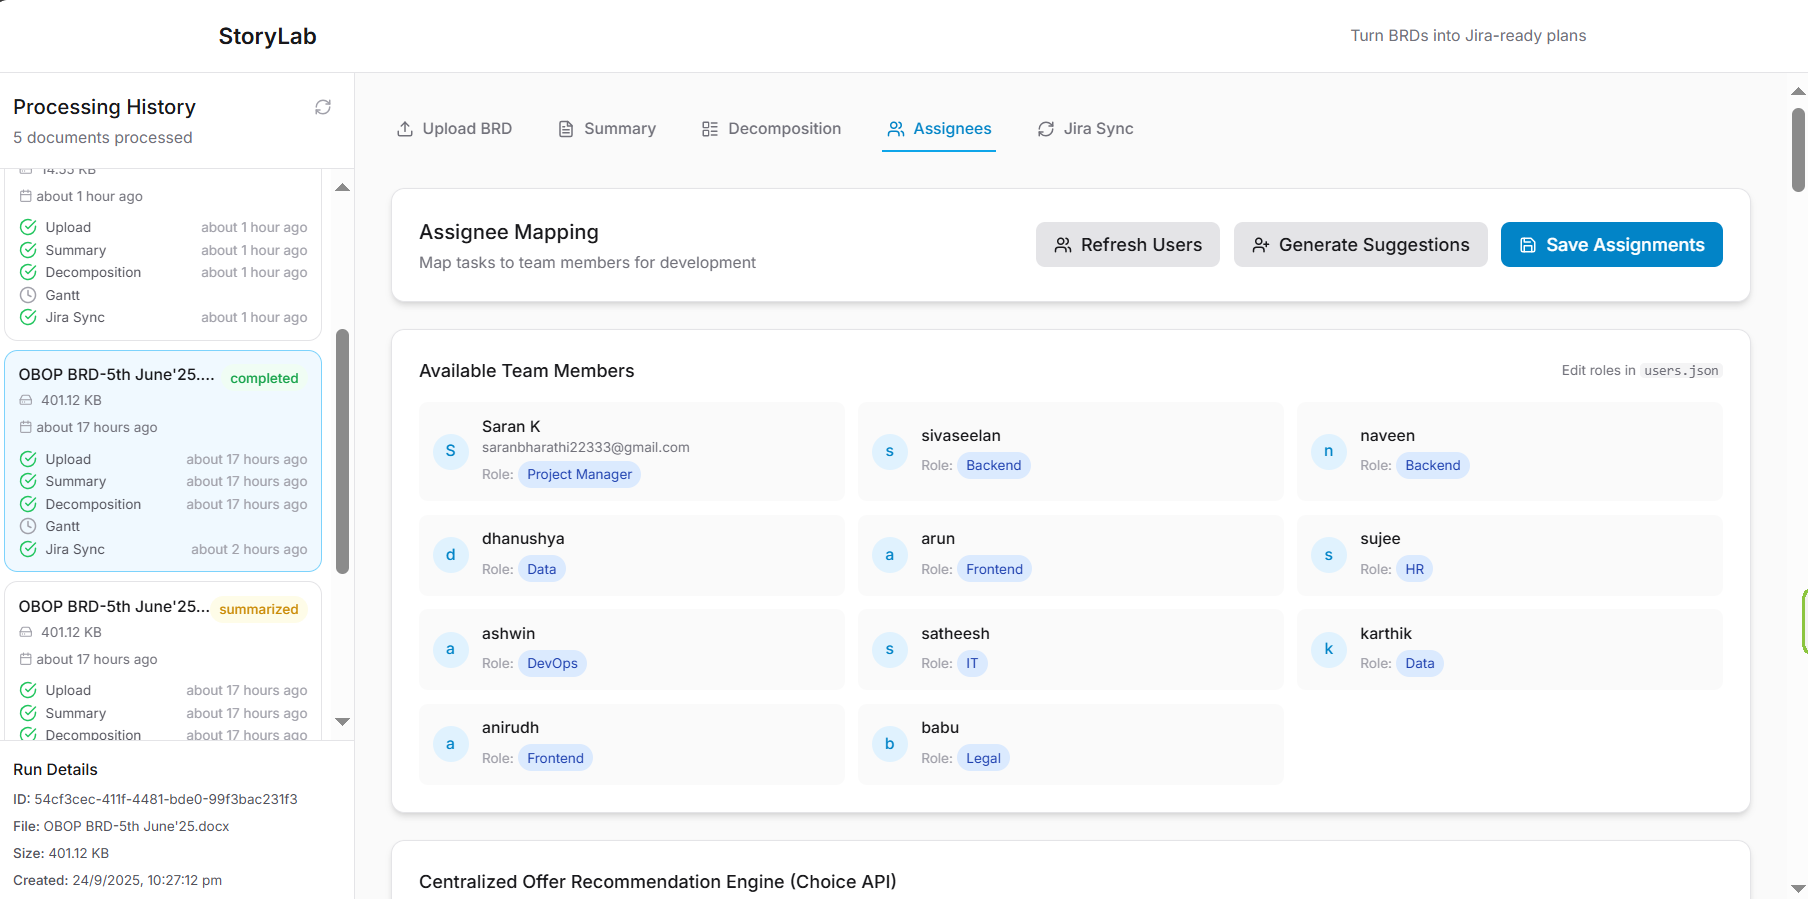 StoryLab
Turn BRDs into Jira-ready plans
Processing History
5 documents processed
14.55 KB
about 1 hour ago
Upload about 1 hour ago
Summary about 1 hour ago
Decomposition about 1 hour ago
Gantt
Jira Sync about 1 hour ago
OBOP BRD-5th June'25.... completed
401.12 KB
about 17 hours ago
Upload about 17 hours ago
Summary about 17 hours ago
Decomposition about 17 hours ago
Gantt
Jira Sync about 2 hours ago
OBOP BRD-5th June'25... summarized
401.12 KB
about 17 hours ago
Upload about 17 hours ago
Summary about 17 hours ago
Decomposition about 17 hours ago
Run Details
ID: 54cf3cec-411f-4481-bde0-99f3bac231f3
File: OBOP BRD-5th June'25.docx
Size: 401.12 KB
Created: 24/9/2025, 10:27:12 pm
Upload BRD Summary Decomposition Assignees Jira Sync
Assignee Mapping
Map tasks to team members for development
Refresh Users Generate Suggestions Save Assignments
Available Team Members
Edit roles in users.json
S
Saran K
saranbharathi22333@gmail.com
Role: Project Manager
s
sivaseelan
Role: Backend
n
naveen
Role: Backend
d
dhanushya
Role: Data
a
arun
Role: Frontend
s
sujee
Role: HR
a
ashwin
Role: DevOps
s
satheesh
Role: IT
k
karthik
Role: Data
a
anirudh
Role: Frontend
b
babu
Role: Legal
Centralized Offer Recommendation Engine (Choice API)